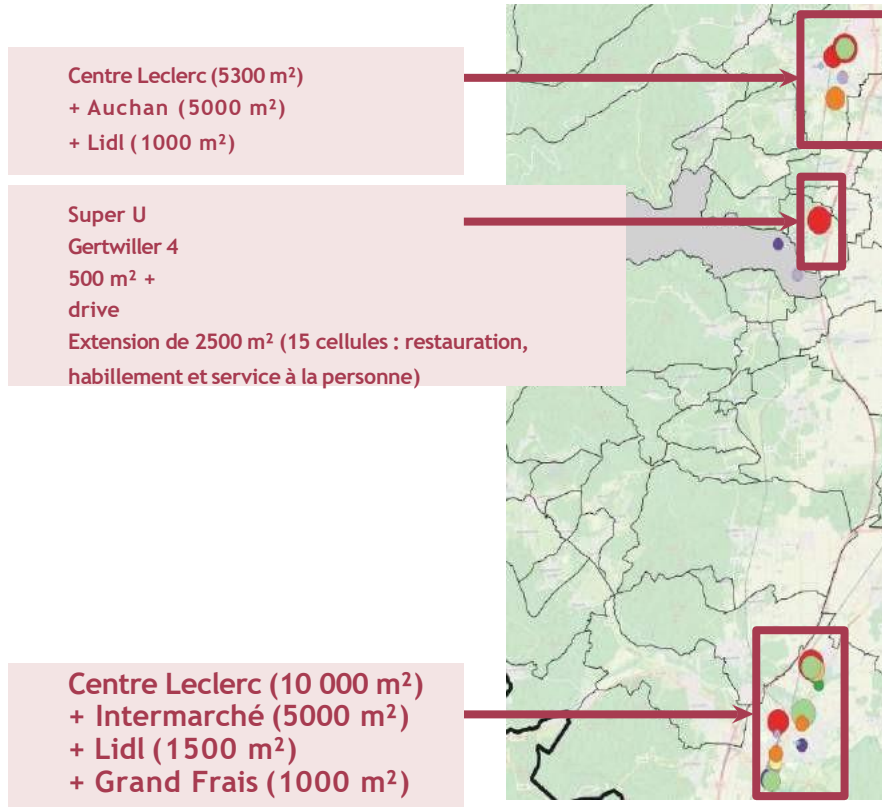 Centre Leclerc (5300 m²)
+ Auchan (5000 m²)
+ Lidl (1000 m²)
Super U
Gertwiller 4
500 m² +
drive
Extension de 2500 m² (15 cellules : restauration,
habillement et service à la personne)
Centre Leclerc (10 000 m²)
+ Intermarché (5000 m²)
+ Lidl (1500 m²)
+ Grand Frais (1000 m²)